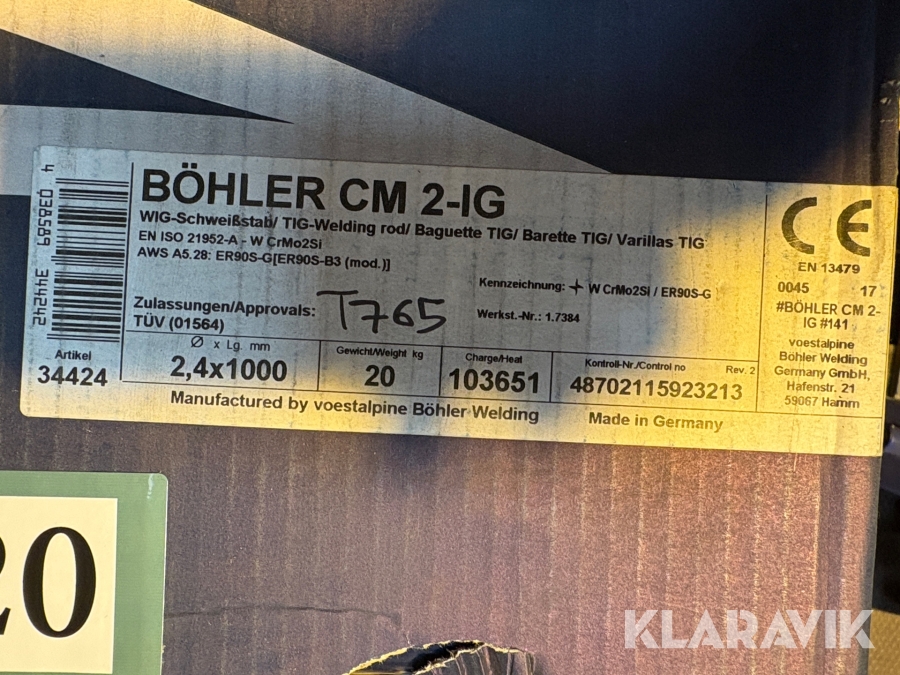 BÖHLER CM 2-IG
WIG-Schweißstab/ TIG-Welding rod/ Baguette TIG/ Barette TIG/ Varillas TIG
EN ISO 21952-A - W CrMo2Si
AWS A5.28: ER90S-G[ER90S-B3 (mod.)]
Kennzeichnung: W CrMo2Si / ER90S-G
Zulassungen/Approvals: T765
Werkst.-Nr.: 1.7384
TÜV (01564)
4 038589 344242
Artikel
34424
Ø x Lg. mm
2,4x1000
Gewicht/Weight kg
20
Charge/Heat
103651
Kontroll-Nr./Control no Rev. 2
48702115923213
Manufactured by voestalpine Böhler Welding Made in Germany
CE
EN 13479
0045 17
#BÖHLER CM 2-
IG #141
voestalpine
Böhler Welding
Germany GmbH,
Hafenstr. 21
59067 Hamm
20
KLARAVIK